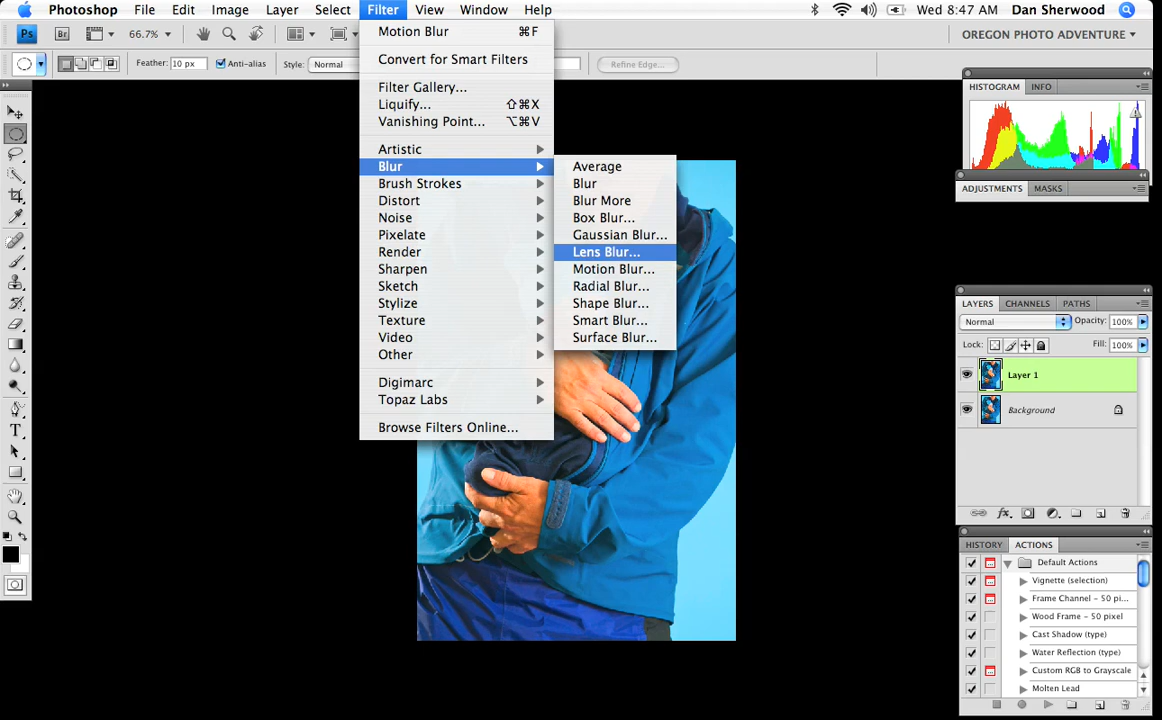 Photoshop File Edit Image Layer Select Filter View Window Help Wed 8:47 AM Dan Sherwood
Ps Br 66.7% OREGON PHOTO ADVENTURE
Feather: 10 px Anti-alias Style: Normal Refine Edge...
Motion Blur ⌘F
Convert for Smart Filters
Filter Gallery...
Liquify... ⇧⌘X
Vanishing Point... ⌥⌘V
Artistic
Blur
Brush Strokes
Distort
Noise
Pixelate
Render
Sharpen
Sketch
Stylize
Texture
Video
Other
Digimarc
Topaz Labs
Browse Filters Online...
Average
Blur
Blur More
Box Blur...
Gaussian Blur...
Lens Blur...
Motion Blur...
Radial Blur...
Shape Blur...
Smart Blur...
Surface Blur...
HISTOGRAM INFO
ADJUSTMENTS MASKS
LAYERS CHANNELS PATHS
Normal Opacity: 100%
Lock: Fill: 100%
Layer 1
Background
fx.
HISTORY ACTIONS
Default Actions
Vignette (selection)
Frame Channel - 50 pi...
Wood Frame - 50 pixel
Cast Shadow (type)
Water Reflection (type)
Custom RGB to Grayscale
Molten Lead